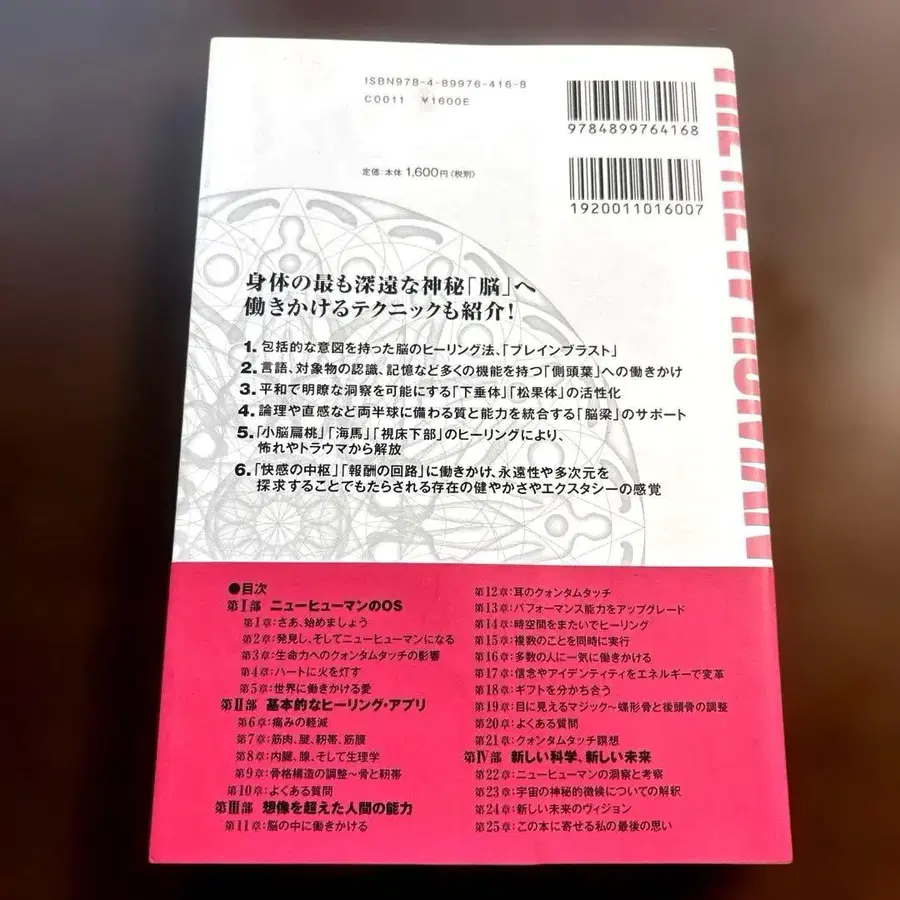 ISBN978-4-89976-416-8
C0011 ¥1600E
9784899764168
定価:本体 1,600円(税別)
1920011016007
身体の最も深遠な神秘「脳」へ
働きかけるテクニックも紹介!
1. 包括的な意図を持った脳のヒーリング法、「ブレインブラスト」
2. 言語、対象物の認識、記憶など多くの機能を持つ「側頭葉」への働きかけ
3. 平和で明瞭な洞察を可能にする「下垂体」「松果体」の活性化
4. 論理や直感など両半球に備わる質と能力を統合する「脳梁」のサポート
5. 「小脳扁桃」「海馬」「視床下部」のヒーリングにより、
怖れやトラウマから解放
6. 「快感の中枢」「報酬の回路」に働きかけ、永遠性や多次元を
探求することでもたらされる存在の健やかさやエクスタシーの感覚
●目次
第Ⅰ部 ニューヒューマンのOS
第1章:さあ、始めましょう
第2章:発見し、そしてニューヒューマンになる
第3章:生命力へのクォンタムタッチの影響
第4章:ハートに火を灯す
第5章:世界に働きかける愛
第Ⅱ部 基本的なヒーリング・アプリ
第6章:痛みの軽減
第7章:筋肉、腱、靭帯、筋膜
第8章:内臓、腺、そして生理学
第9章:骨格構造の調整〜骨と靭帯
第10章:よくある質問
第Ⅲ部 想像を超えた人間の能力
第11章:脳の中に働きかける
第12章:耳のクォンタムタッチ
第13章:パフォーマンス能力をアップグレード
第14章:時空間をまたいでヒーリング
第15章:複数のことを同時に実行
第16章:多数の人に一気に働きかける
第17章:信念やアイデンティティをエネルギーで変革
第18章:ギフトを分かち合う
第19章:目に見えるマジック〜蝶形骨と後頭骨の調整
第20章:よくある質問
第21章:クォンタムタッチ瞑想
第Ⅳ部 新しい科学、新しい未来
第22章:ニューヒューマンの洞察と考察
第23章:宇宙の神秘的徴候についての解釈
第24章:新しい未来のヴィジョン
第25章:この本に寄せる私の最後の思い
THE NEW HUMAN